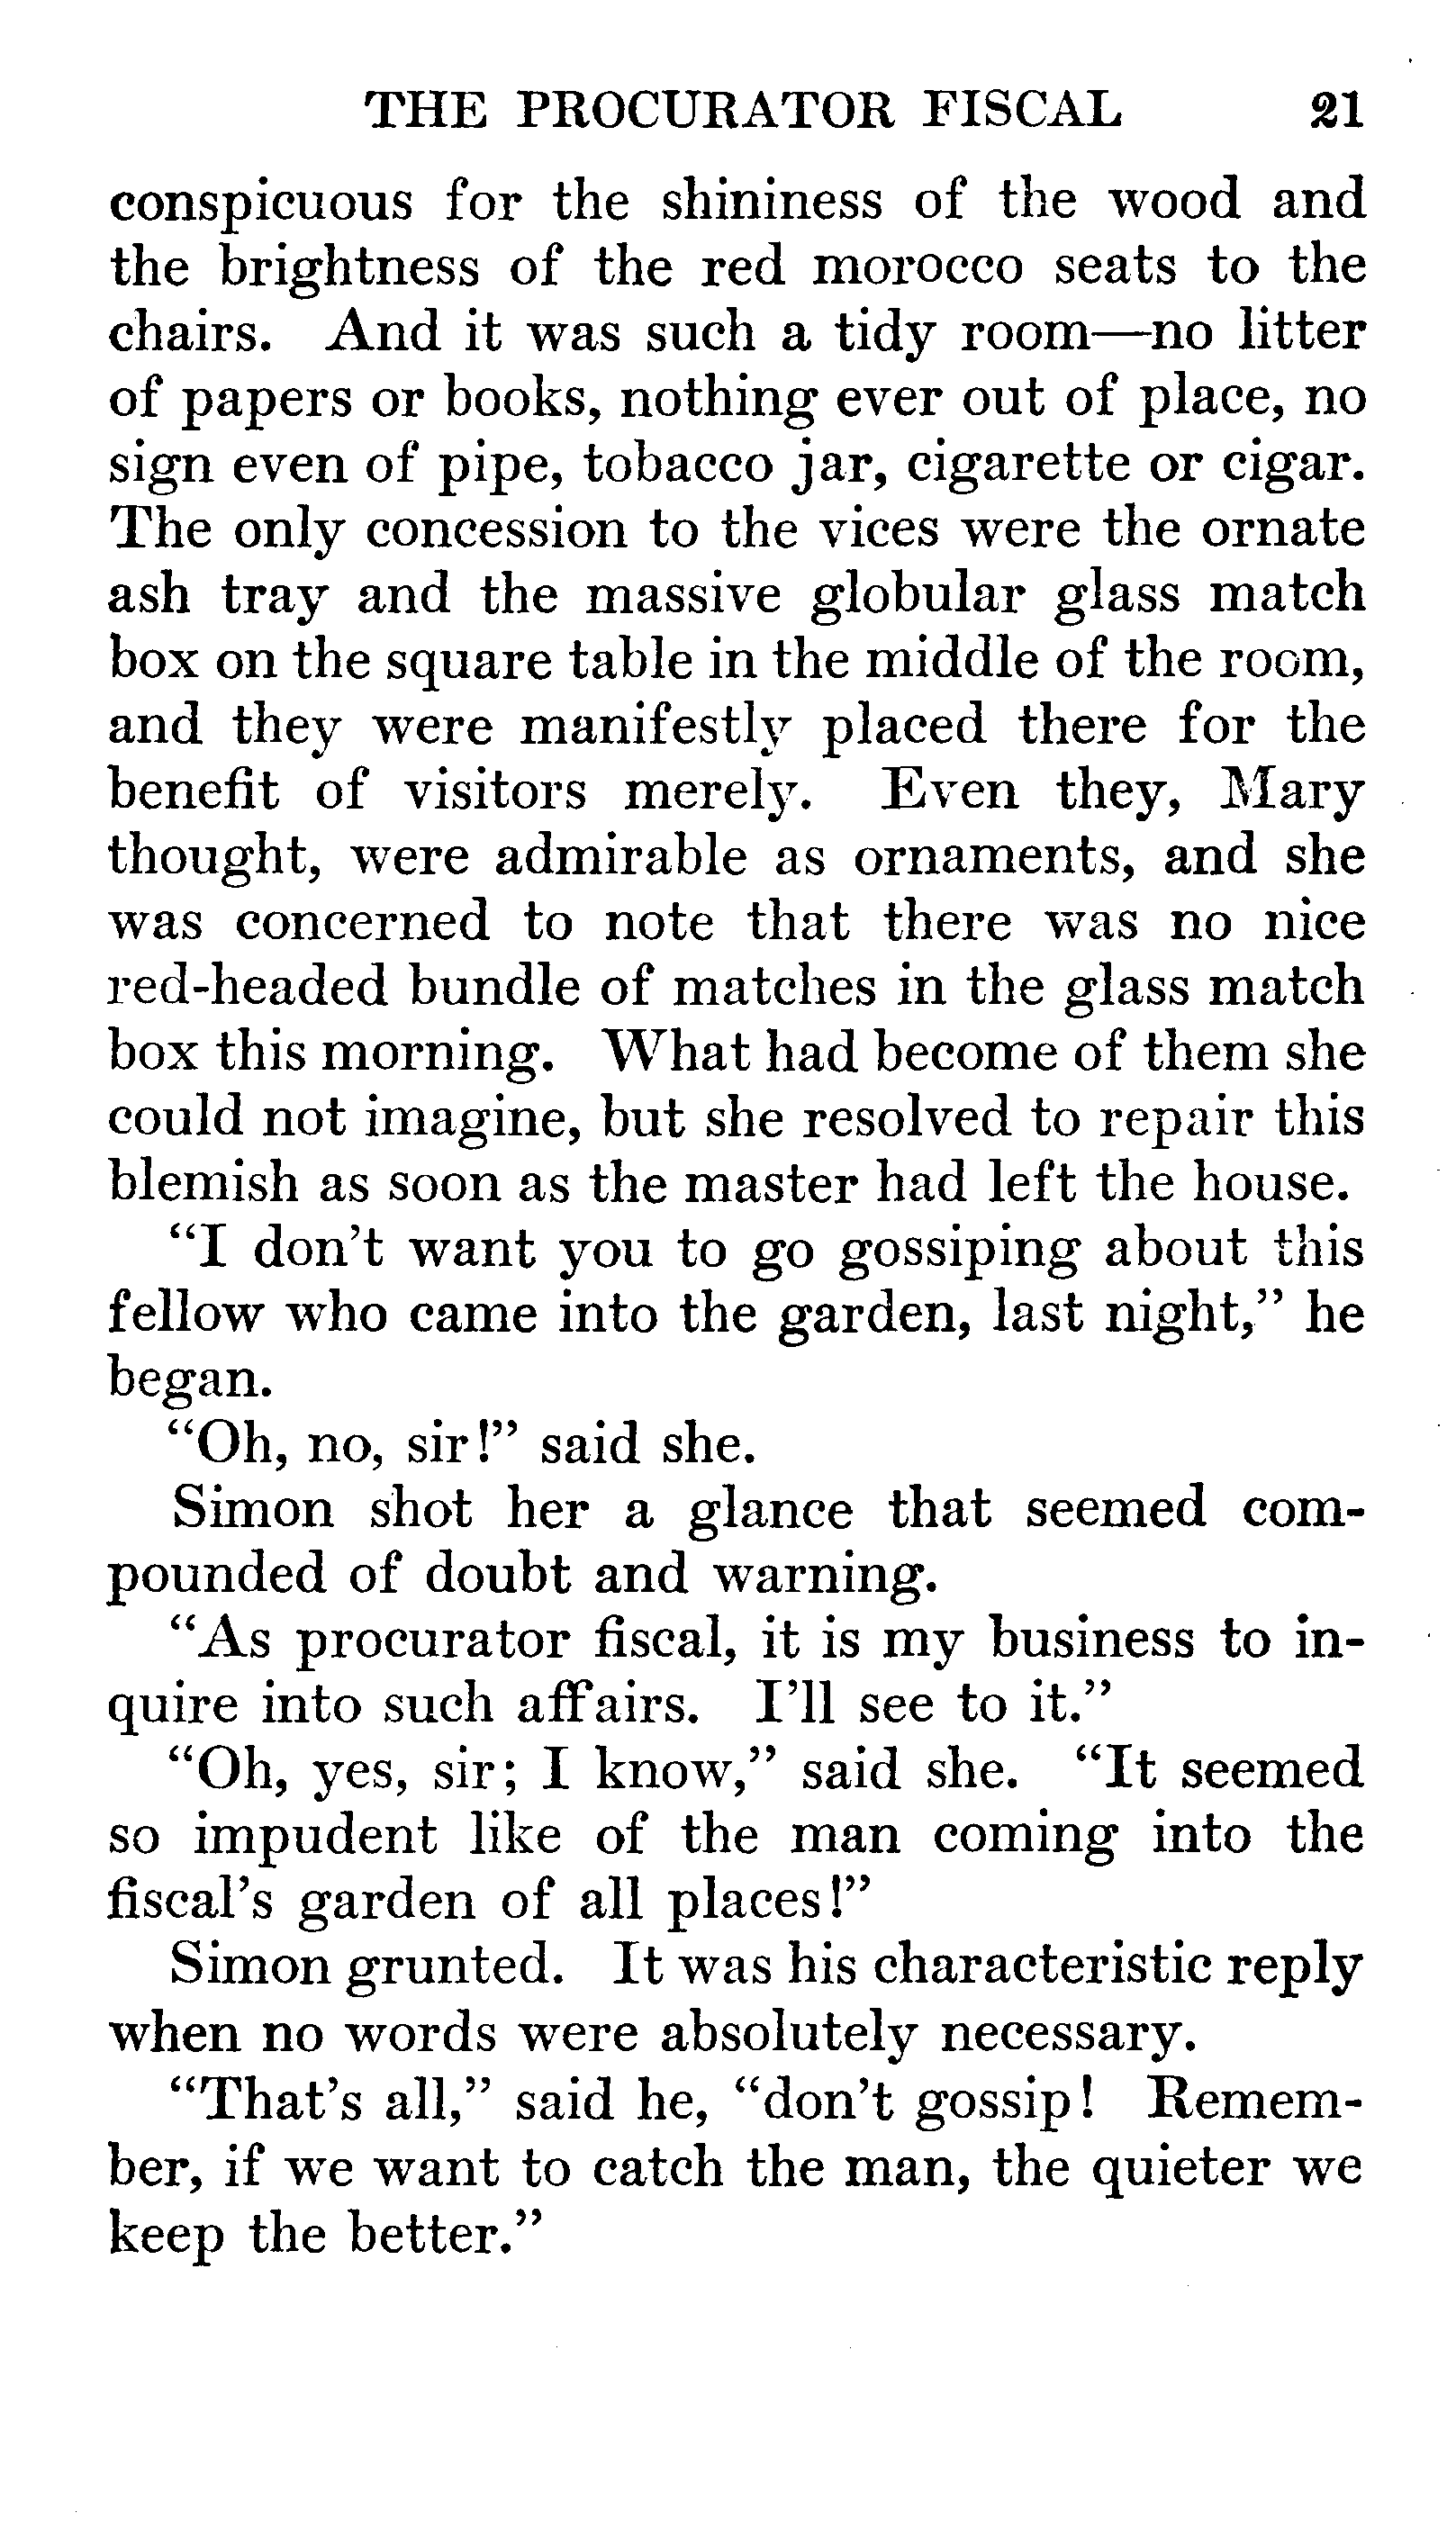 THE PROCURATOR FISCAL 21
conspicuous for the shininess of the wood and
the brightness of the red morocco seats to the
chairs. And it was such a tidy room—no litter
of papers or books, nothing ever out of place, no
sign even of pipe, tobacco jar, cigarette or cigar.
The only concession to the vices were the ornate
ash tray and the massive globular glass match
box on the square table in the middle of the room,
and they were manifestly placed there for the
benefit of visitors merely. Even they, Mary
thought, were admirable as ornaments, and she
was concerned to note that there was no nice
red-headed bundle of matches in the glass match
box this morning. What had become of them she
could not imagine, but she resolved to repair this
blemish as soon as the master had left the house.
“I don’t want you to go gossiping about this
fellow who came into the garden, last night,” he
began.
“Oh, no, sir!” said she.
Simon shot her a glance that seemed com-
pounded of doubt and warning.
“As procurator fiscal, it is my business to in-
quire into such affairs. I’ll see to it.”
“Oh, yes, sir; I know,” said she. “It seemed
so impudent like of the man coming into the
fiscal’s garden of all places!”
Simon grunted. It was his characteristic reply
when no words were absolutely necessary.
“That’s all,” said he, “don’t gossip! Remem-
ber, if we want to catch the man, the quieter we
keep the better.”